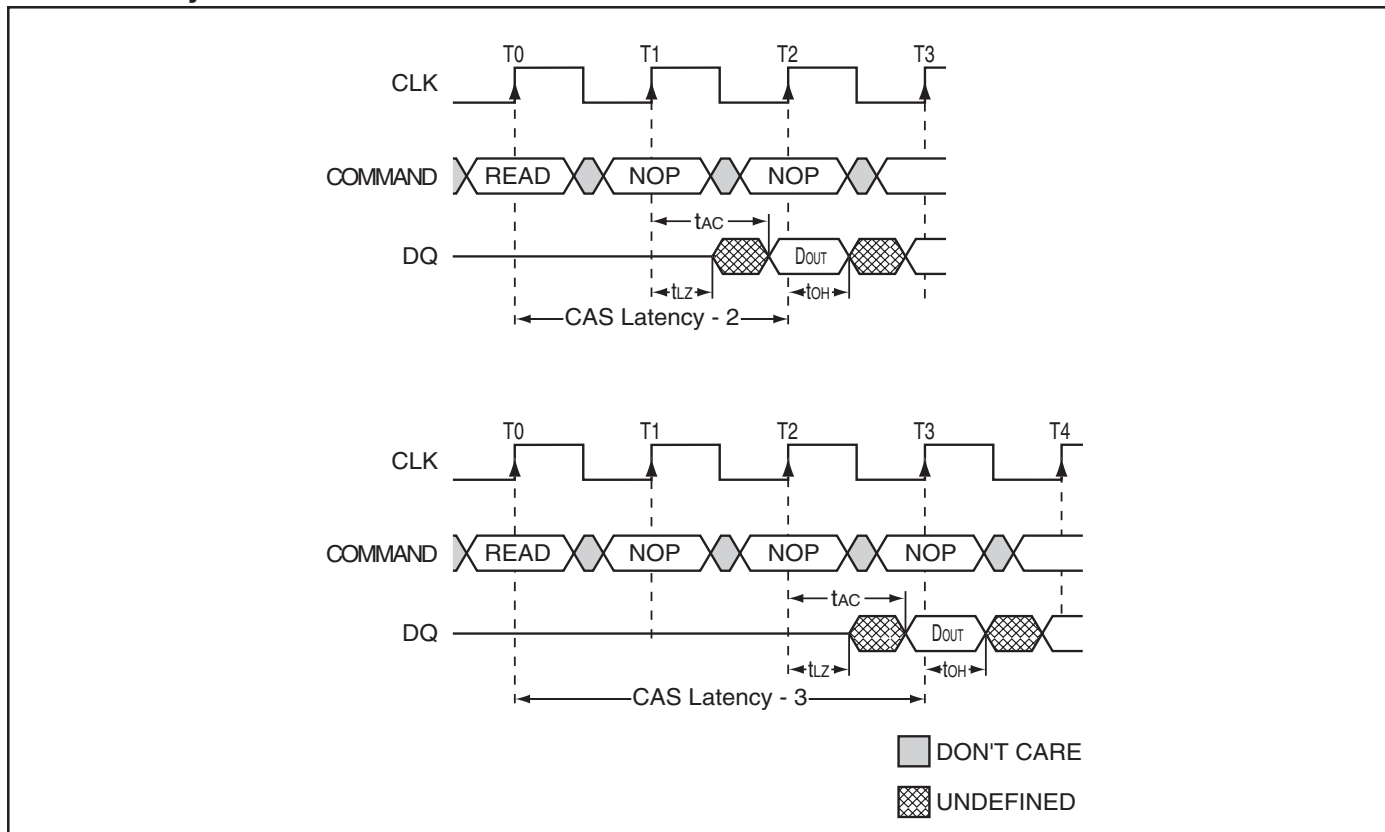 T0 T1 T2 T3
CLK
COMMAND READ NOP NOP
tAC
DQ DOUT
tLZ tOH
CAS Latency - 2
T0 T1 T2 T3 T4
CLK
COMMAND READ NOP NOP NOP
tAC
DQ DOUT
tLZ tOH
CAS Latency - 3
DON'T CARE
UNDEFINED